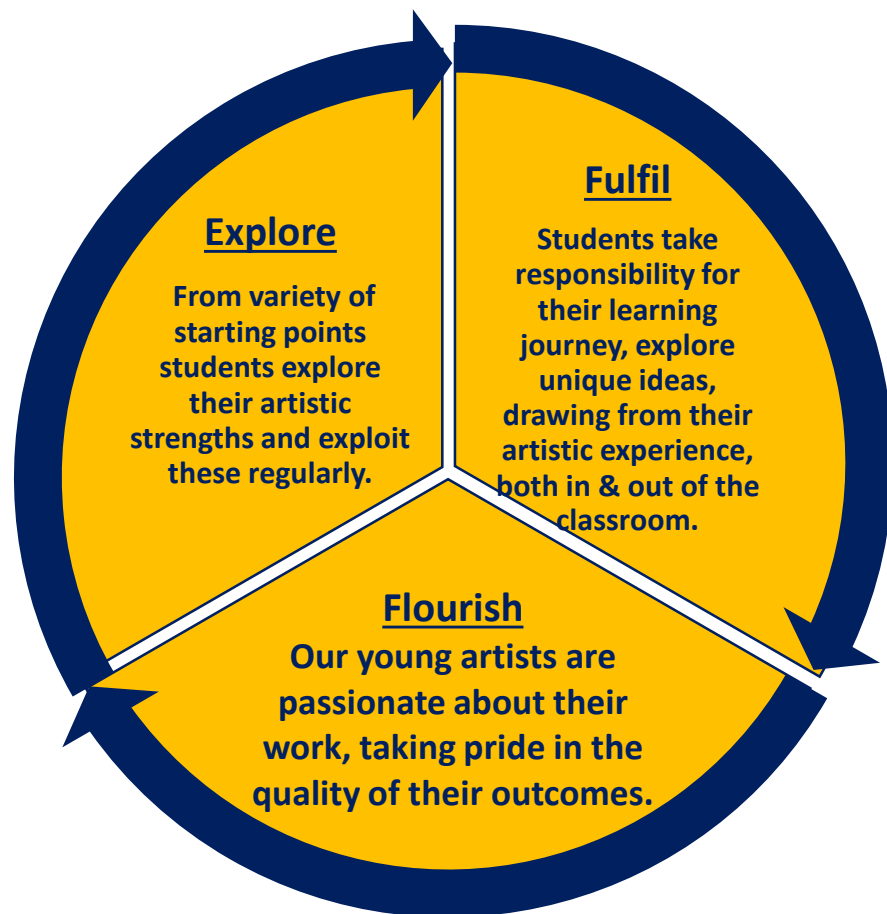 Explore
From variety of
starting points
students explore
their artistic
strengths and exploit
these regularly.
Fulfil
Students take
responsibility for
their learning
journey, explore
unique ideas,
drawing from their
artistic experience,
both in & out of the
classroom.
Flourish
Our young artists are
passionate about their
work, taking pride in the
quality of their outcomes.